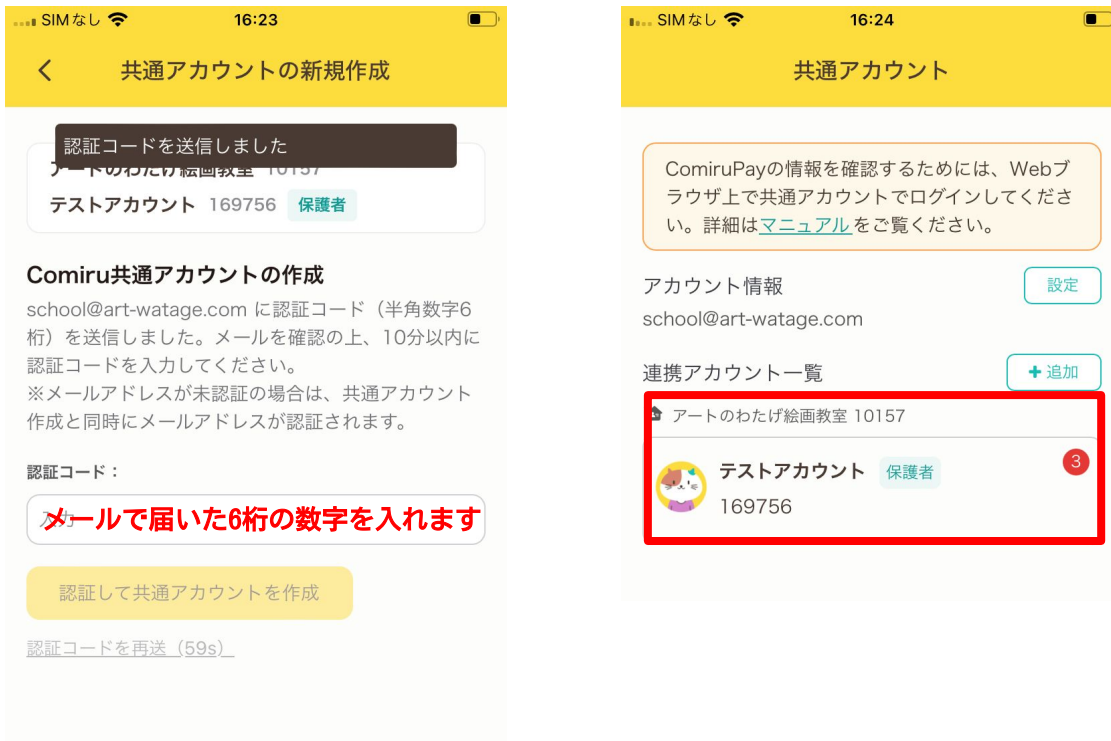 SIMなし 16:23
共通アカウントの新規作成
認証コードを送信しました
アートのわたげ絵画教室 10157
テストアカウント 169756 保護者
Comiru共通アカウントの作成
school@art-watage.com に認証コード（半角数字6
桁）を送信しました。メールを確認の上、10分以内に
認証コードを入力してください。
※メールアドレスが未認証の場合は、共通アカウント
作成と同時にメールアドレスが認証されます。
認証コード：
入力
メールで届いた6桁の数字を入れます
認証して共通アカウントを作成
認証コードを再送（59s）
SIMなし 16:24
共通アカウント
ComiruPayの情報を確認するためには、Webブ
ラウザ上で共通アカウントでログインしてくださ
い。詳細はマニュアルをご覧ください。
アカウント情報 設定
school@art-watage.com
連携アカウント一覧 +追加
アートのわたげ絵画教室 10157
テストアカウント 保護者 3
169756